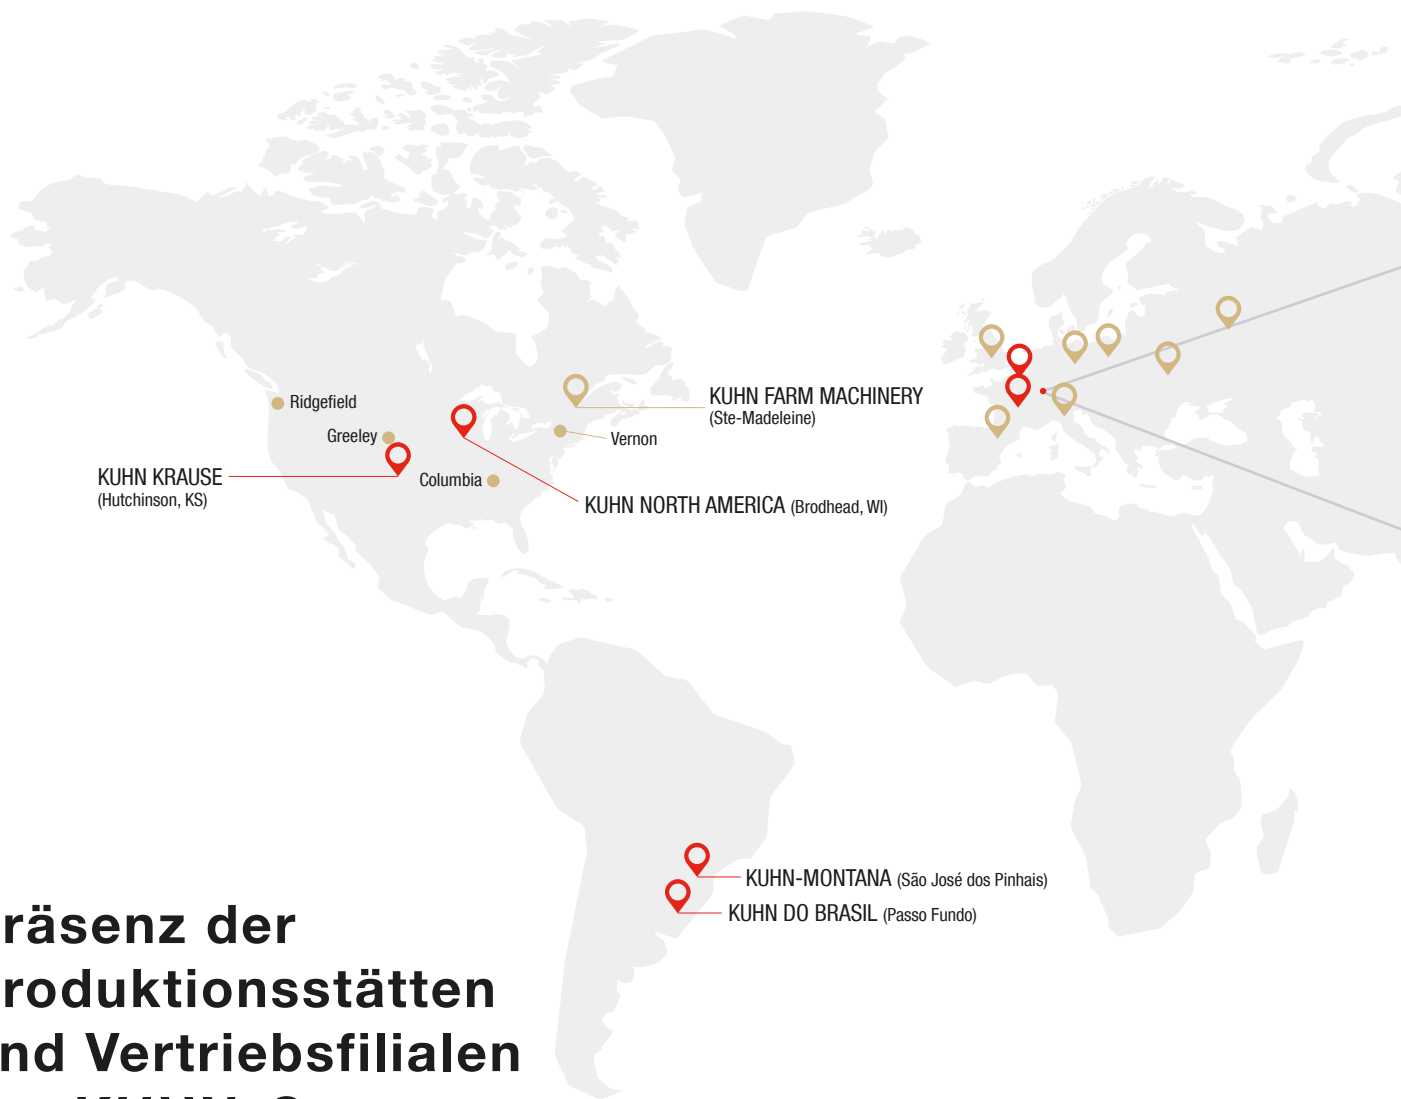 Ridgefield
Greeley
KUHN KRAUSE
(Hutchinson, KS)
Columbia
Vernon
KUHN FARM MACHINERY
(Ste-Madeleine)
KUHN NORTH AMERICA (Brodhead, WI)
KUHN-MONTANA (São José dos Pinhais)
KUHN DO BRASIL (Passo Fundo)
räsenz der
roduktionsstätten
nd Vertriebsfilialen